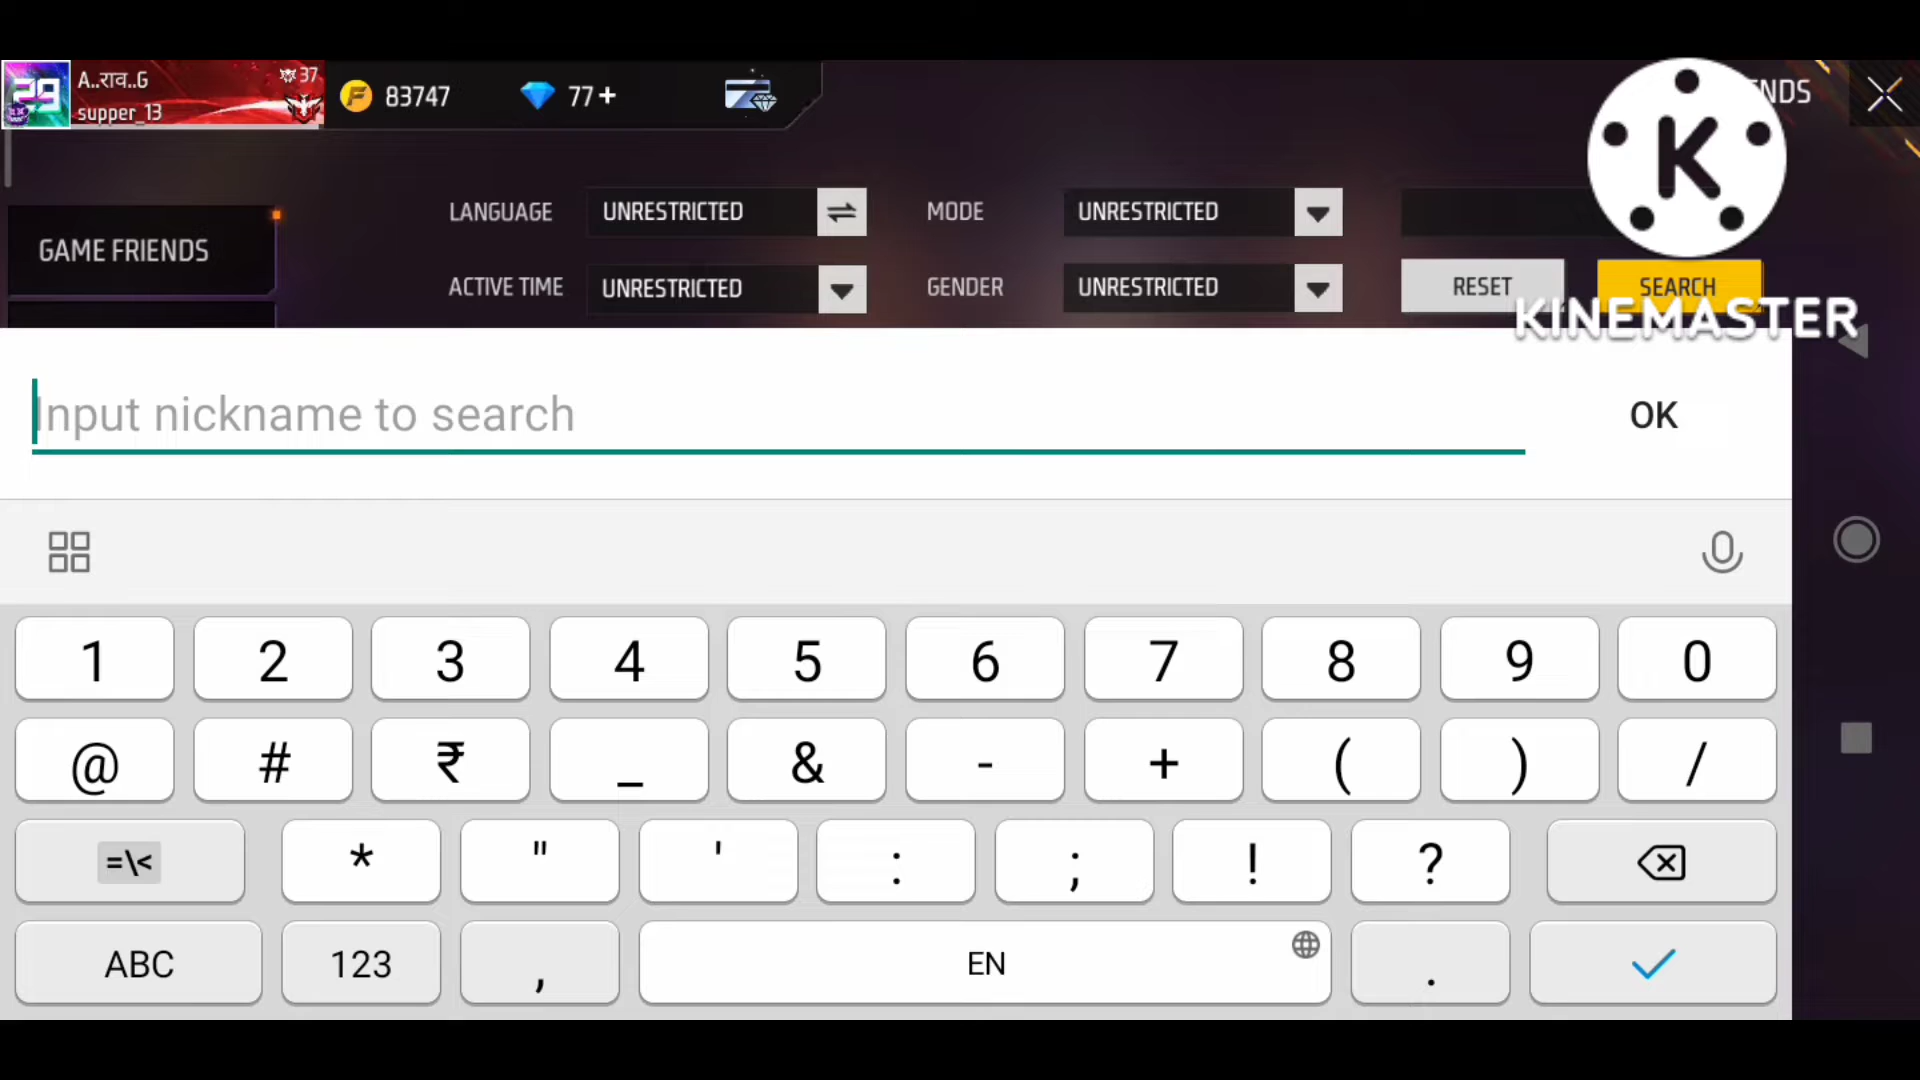 A..राव..G
37
supper_13
83747
77+
NDS
GAME FRIENDS
LANGUAGE
UNRESTRICTED
MODE
UNRESTRICTED
ACTIVE TIME
UNRESTRICTED
GENDER
UNRESTRICTED
RESET
SEARCH
K
KINEMASTER
Input nickname to search
OK
1 2 3 4 5 6 7 8 9 0
@ # ₹ _ & - + ( ) /
=\< * " ' : ; ! ?
ABC 123 , EN .